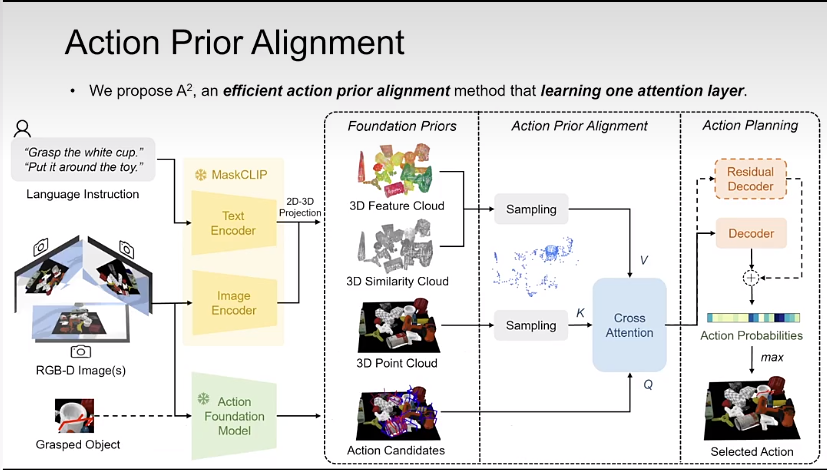 Action Prior Alignment
• We propose A², an efficient action prior alignment method that learning one attention layer.
"Grasp the white cup."
"Put it around the toy."
Language Instruction
RGB-D Image(s)
Grasped Object
MaskCLIP
Text
Encoder
Image
Encoder
2D-3D
Projection
Action
Foundation
Model
Foundation Priors
3D Feature Cloud
3D Similarity Cloud
3D Point Cloud
Action Candidates
Action Prior Alignment
Sampling
V
Sampling
K
Cross
Attention
Q
Action Planning
Residual
Decoder
Decoder
Action Probabilities
max
Selected Action